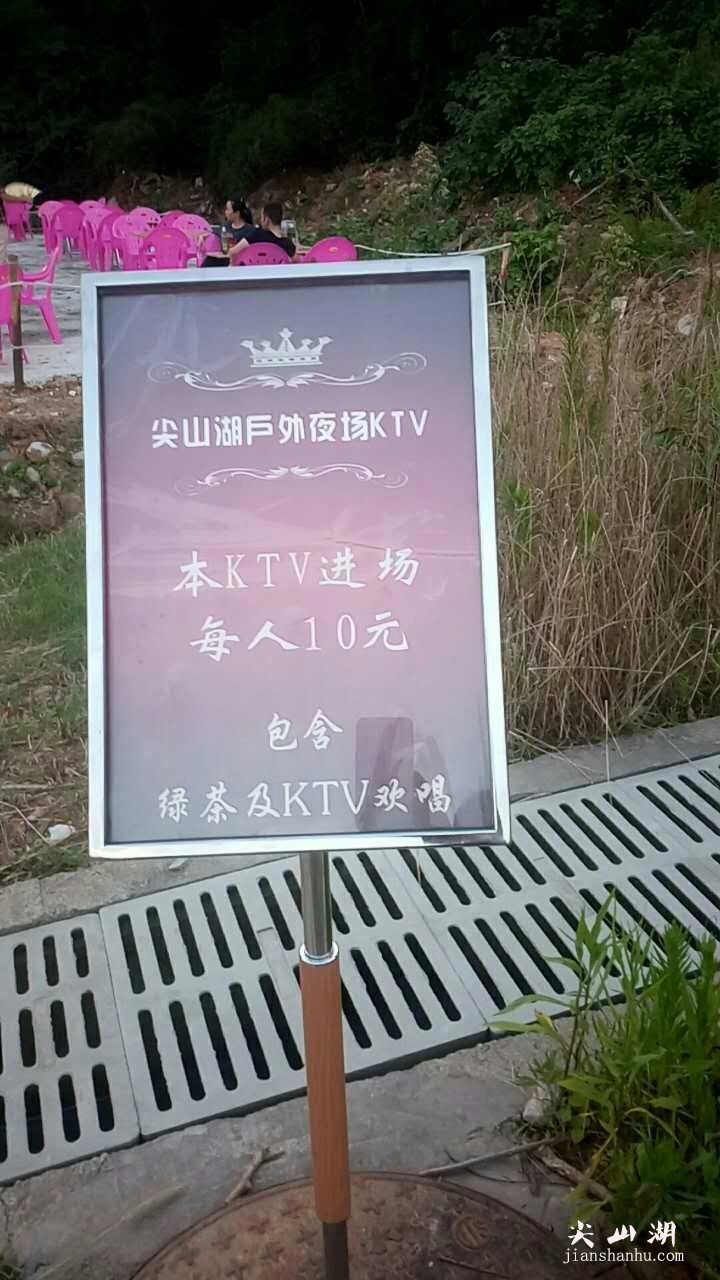 尖山湖戶外夜场KTV
本KTV进场
每人10元
包含
绿茶及KTV欢唱
尖山湖
jianshanhu.com